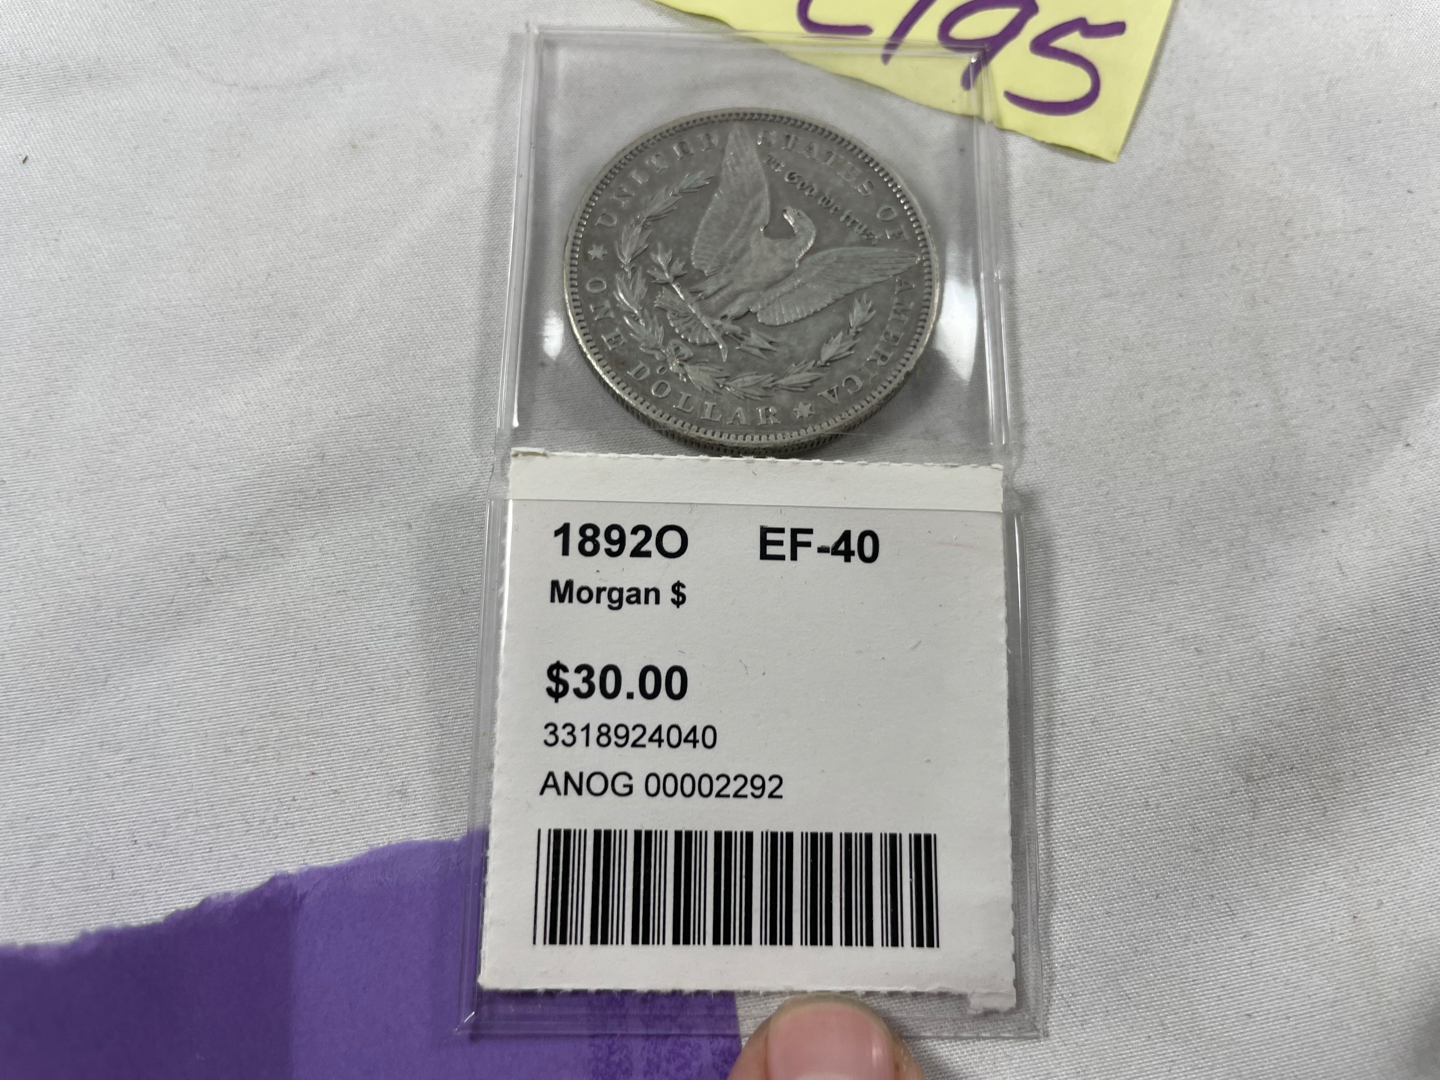 C195
UNITED STATES OF AMERICA
In God we trust
ONE DOLLAR
O
1892O EF-40
Morgan $
$30.00
3318924040
ANOG 00002292